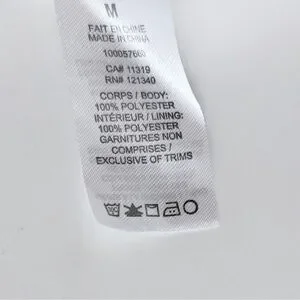 M
FAIT EN CHINE
MADE IN CHINA
100057660
CA# 11319
RN# 121340
CORPS / BODY:
100% POLYESTER
INTÉRIEUR / LINING:
100% POLYESTER
GARNITURES NON
COMPRISES /
EXCLUSIVE OF TRIMS